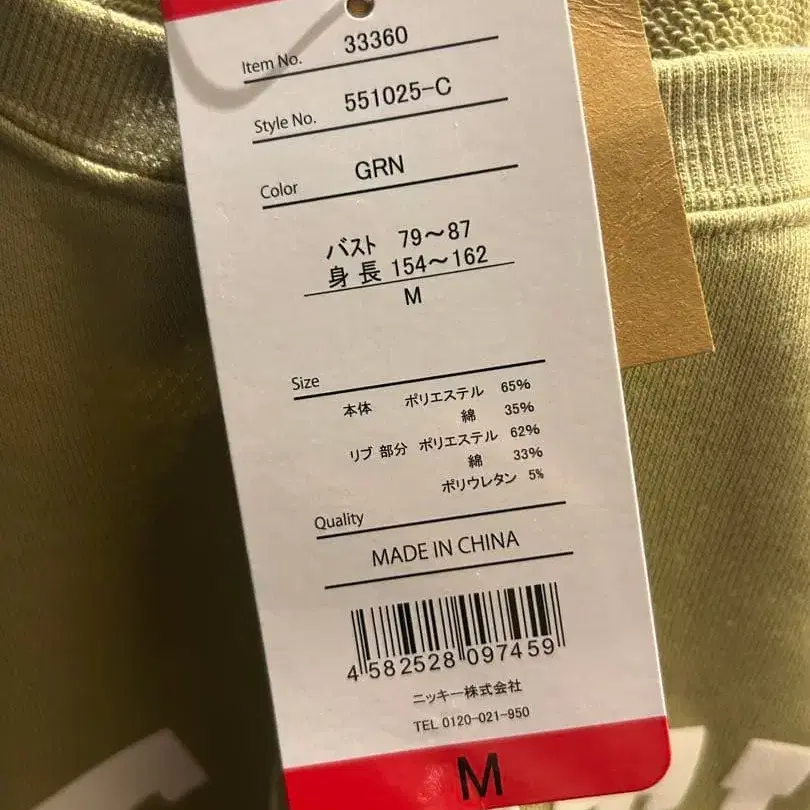 Item No. 33360
Style No. 551025-C
Color GRN
バスト 79～87
身長 154～162
M
Size
本体 ポリエステル 65%
綿 35%
リブ部分 ポリエステル 62%
綿 33%
ポリウレタン 5%
Quality
MADE IN CHINA
4 582528 097459
ニッキー株式会社
TEL 0120-021-950
M